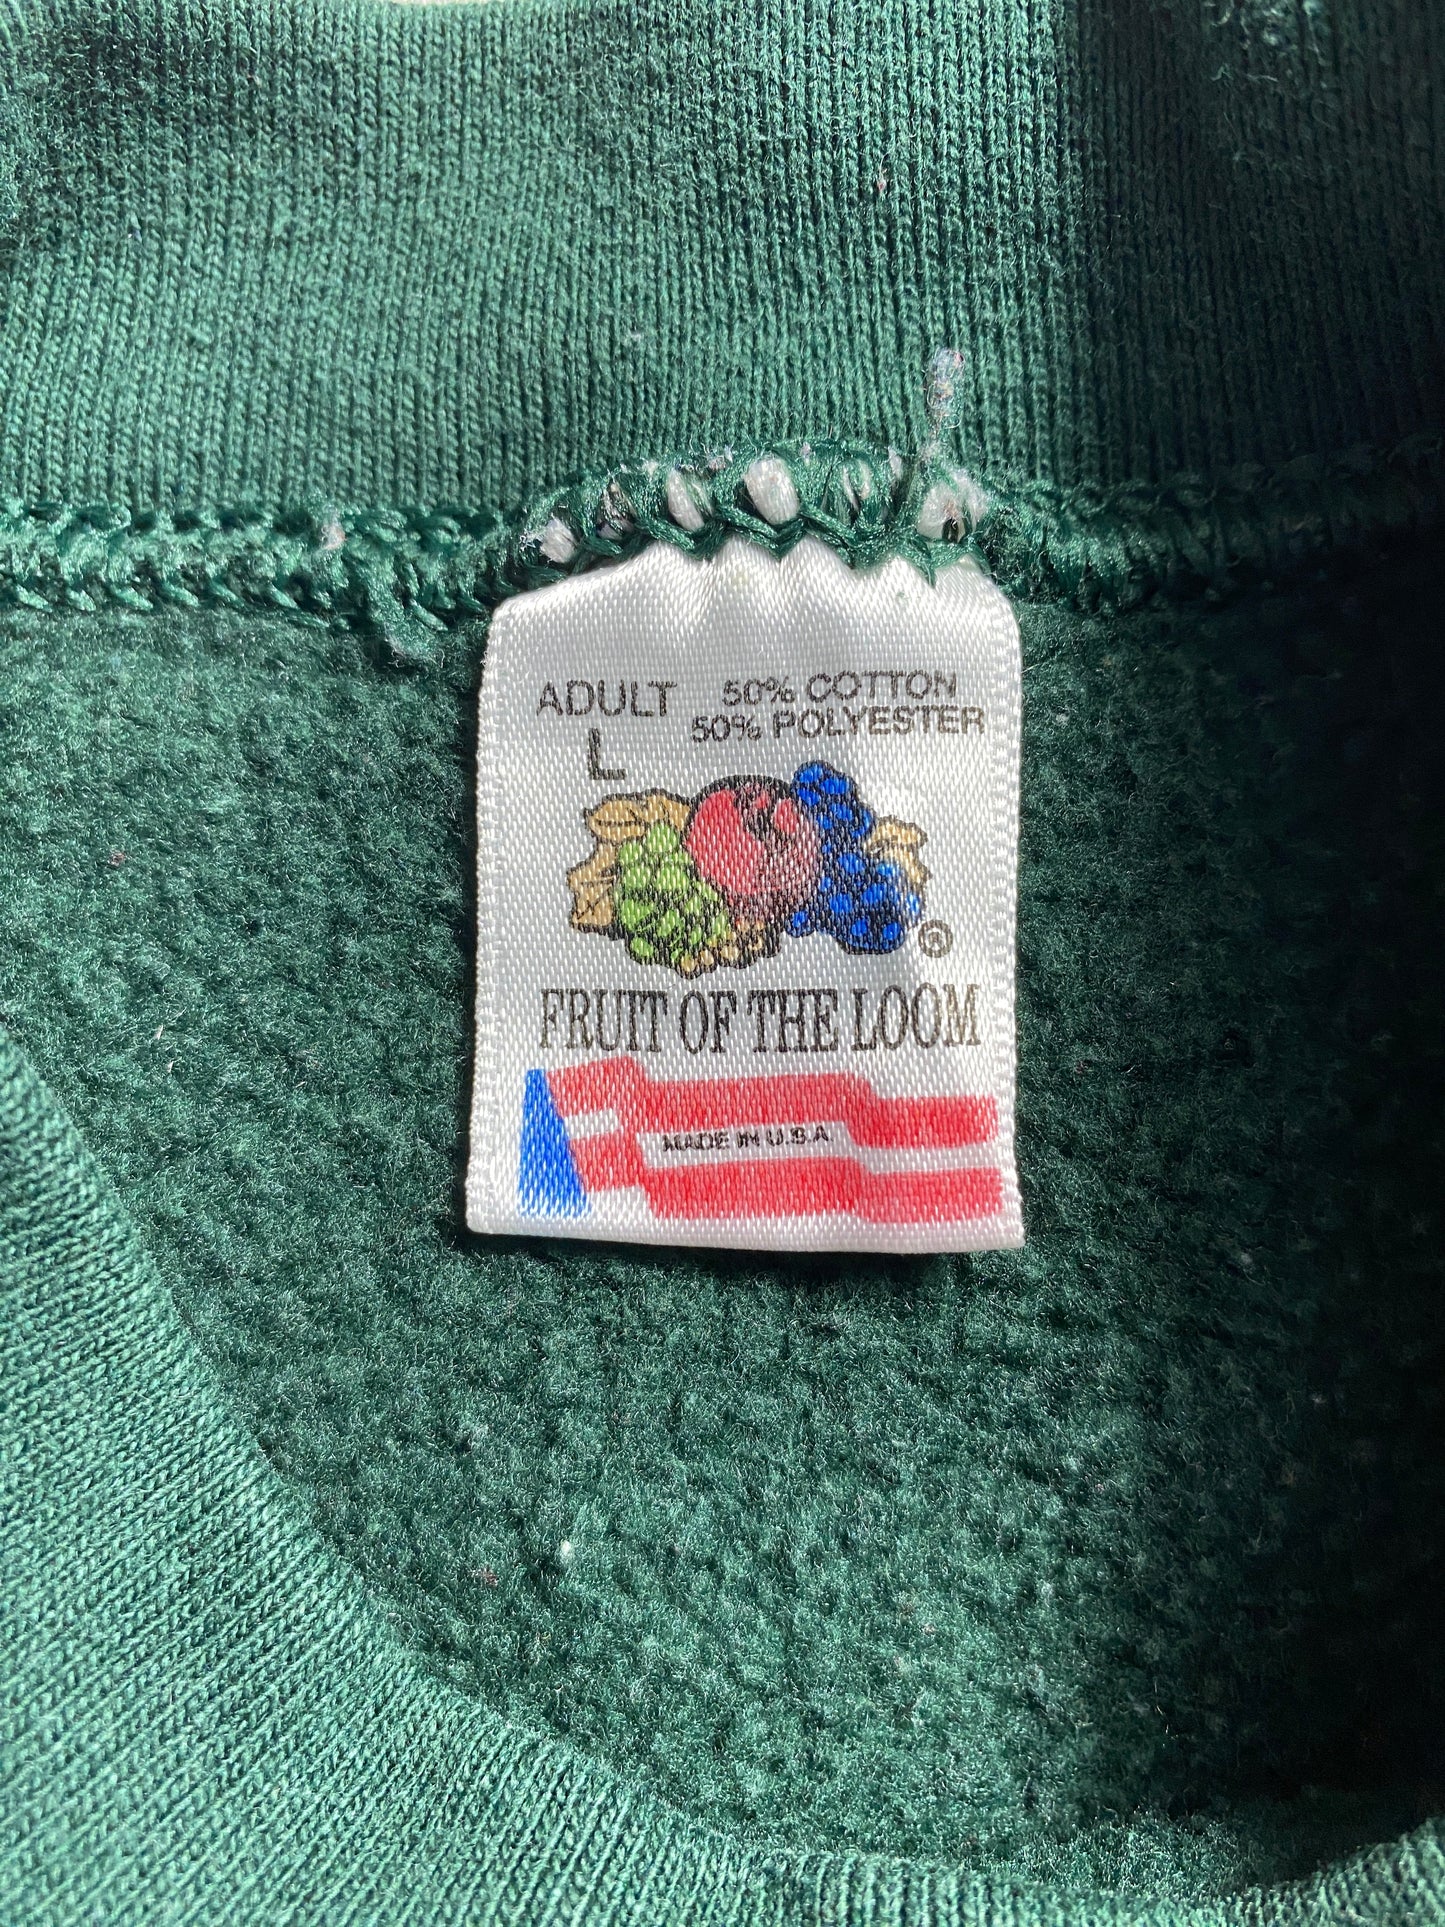 ADULT
L
50% COTTON
50% POLYESTER
®
FRUIT OF THE LOOM
MADE IN U.S.A